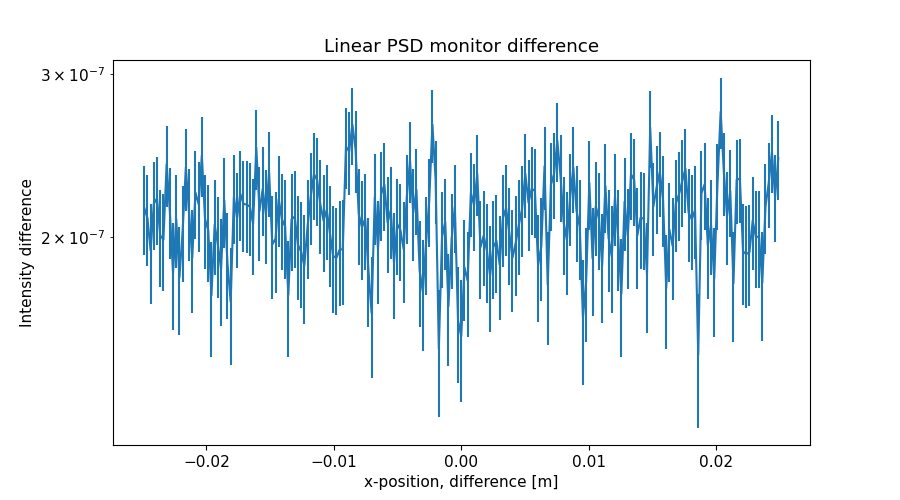 Linear PSD monitor difference
3 × 10⁻⁷
2 × 10⁻⁷
Intensity difference
−0.02 −0.01 0.00 0.01 0.02
x-position, difference [m]